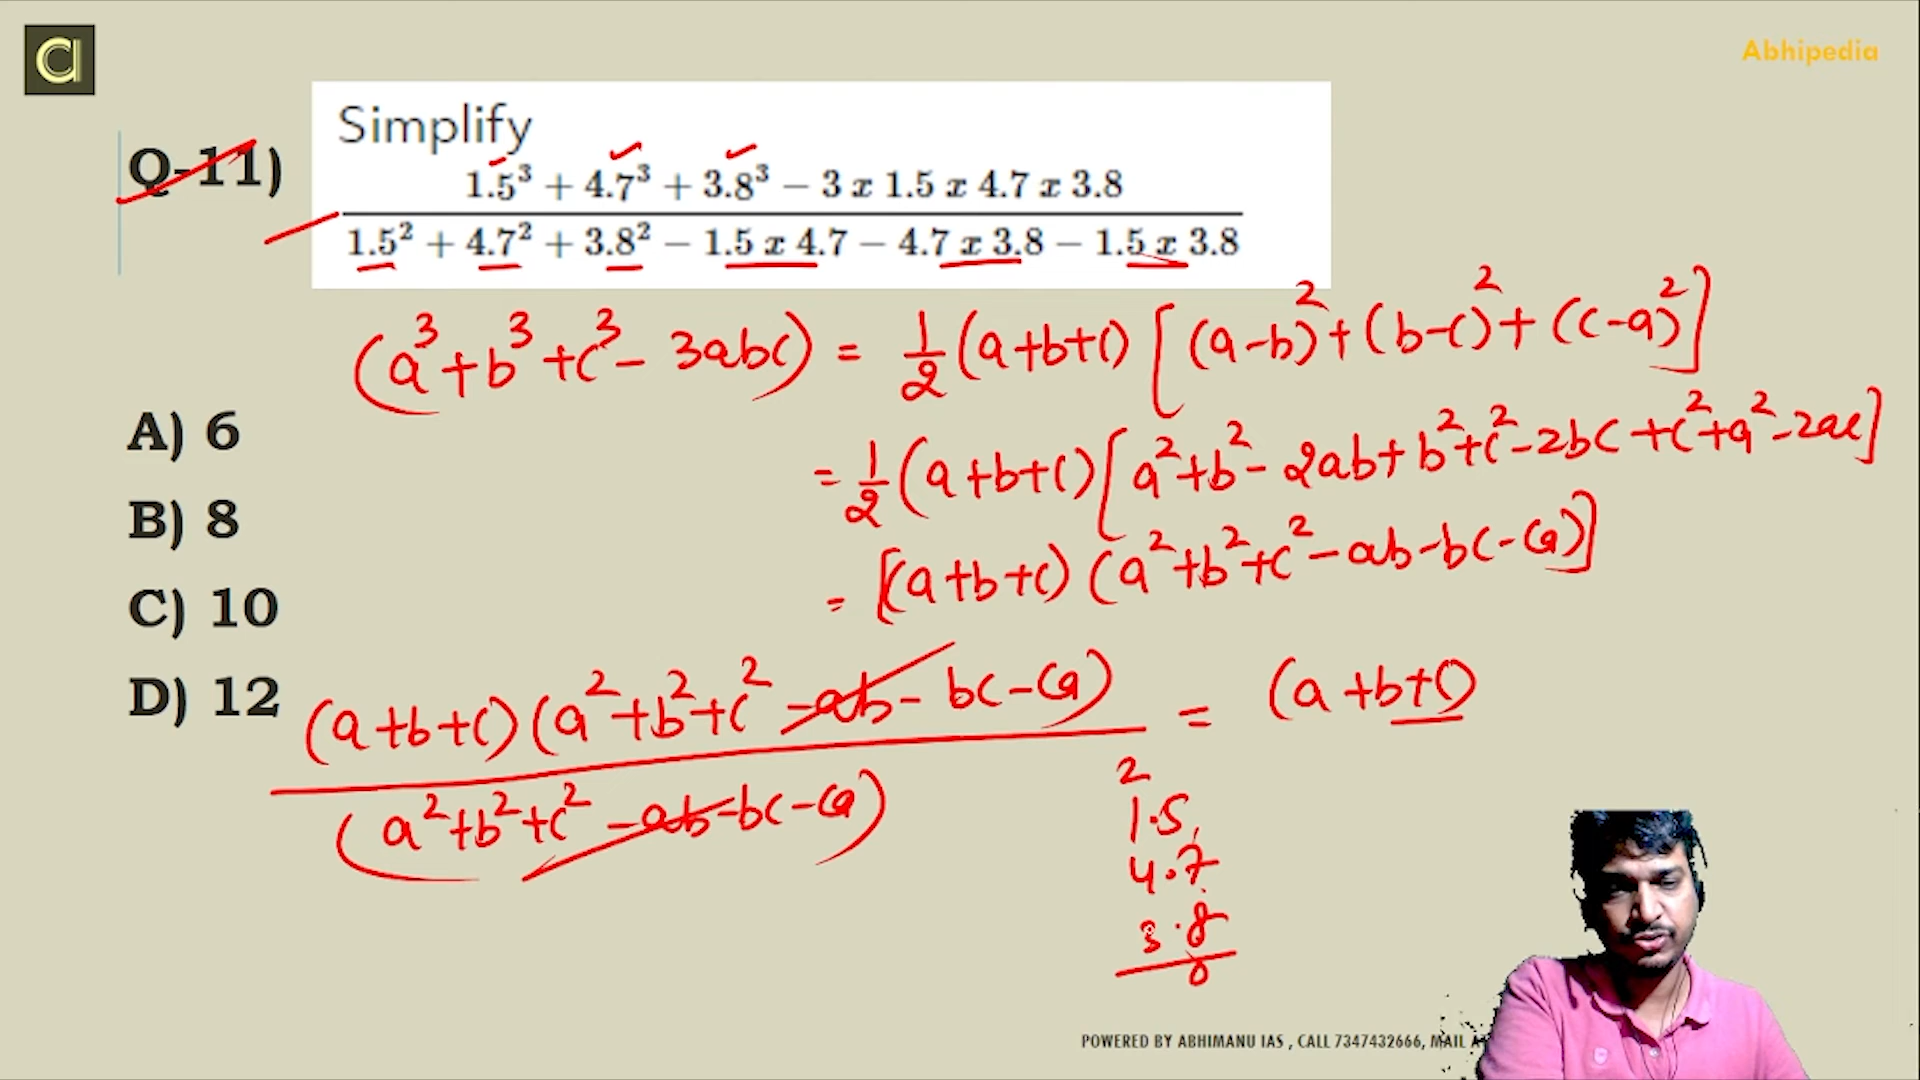 CA
Abhipedia
Q-11)
Simplify
1.5³ + 4.7³ + 3.8³ − 3 x 1.5 x 4.7 x 3.8
1.5² + 4.7² + 3.8² − 1.5 x 4.7 − 4.7 x 3.8 − 1.5 x 3.8
(a³+b³+c³-3abc) = 1/2 (a+b+c) [(a-b)²+(b-c)²+(c-a)²]
= 1/2 (a+b+c) [a²+b²-2ab+b²+c²-2bc+c²+a²-2ac]
= [(a+b+c) (a²+b²+c²-ab-bc-ca)]
A) 6
B) 8
C) 10
D) 12
(a+b+c) (a²+b²+c²-ab-bc-ca) = (a+b+c)
(a²+b²+c²-ab-bc-ca)
2
1.5
4.7
3.8
0
POWERED BY ABHIMANU IAS , CALL 7347432666, MAIL